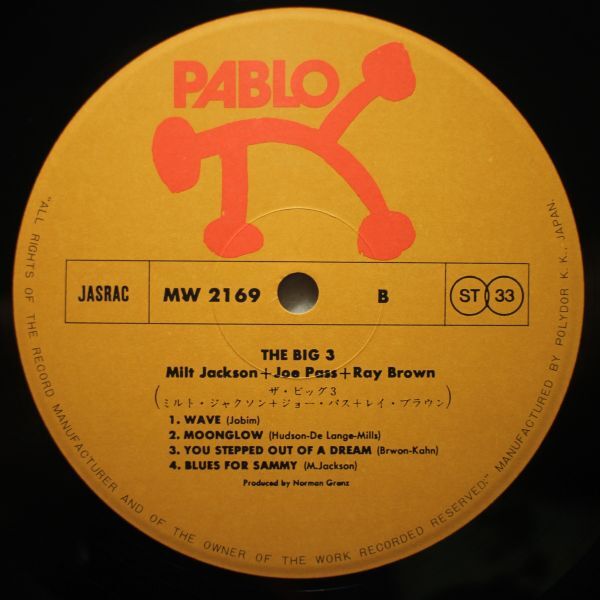 PABLO
JASRAC
MW 2169
B
ST 33
THE BIG 3
Milt Jackson+Joe Pass+Ray Brown
(ザ・ビッグ3
ミルト・ジャクソン+ジョー・パス+レイ・ブラウン)
1. WAVE (Jobim)
2. MOONGLOW (Hudson-De Lange-Mills)
3. YOU STEPPED OUT OF A DREAM (Brwon-Kahn)
4. BLUES FOR SAMMY (M.Jackson)
Produced by Norman Granz
"ALL RIGHTS OF THE RECORD MANUFACTURER AND OF THE OWNER OF THE WORK RECORDED RESERVED." MANUFACTURED BY POLYDOR K.K., JAPAN.